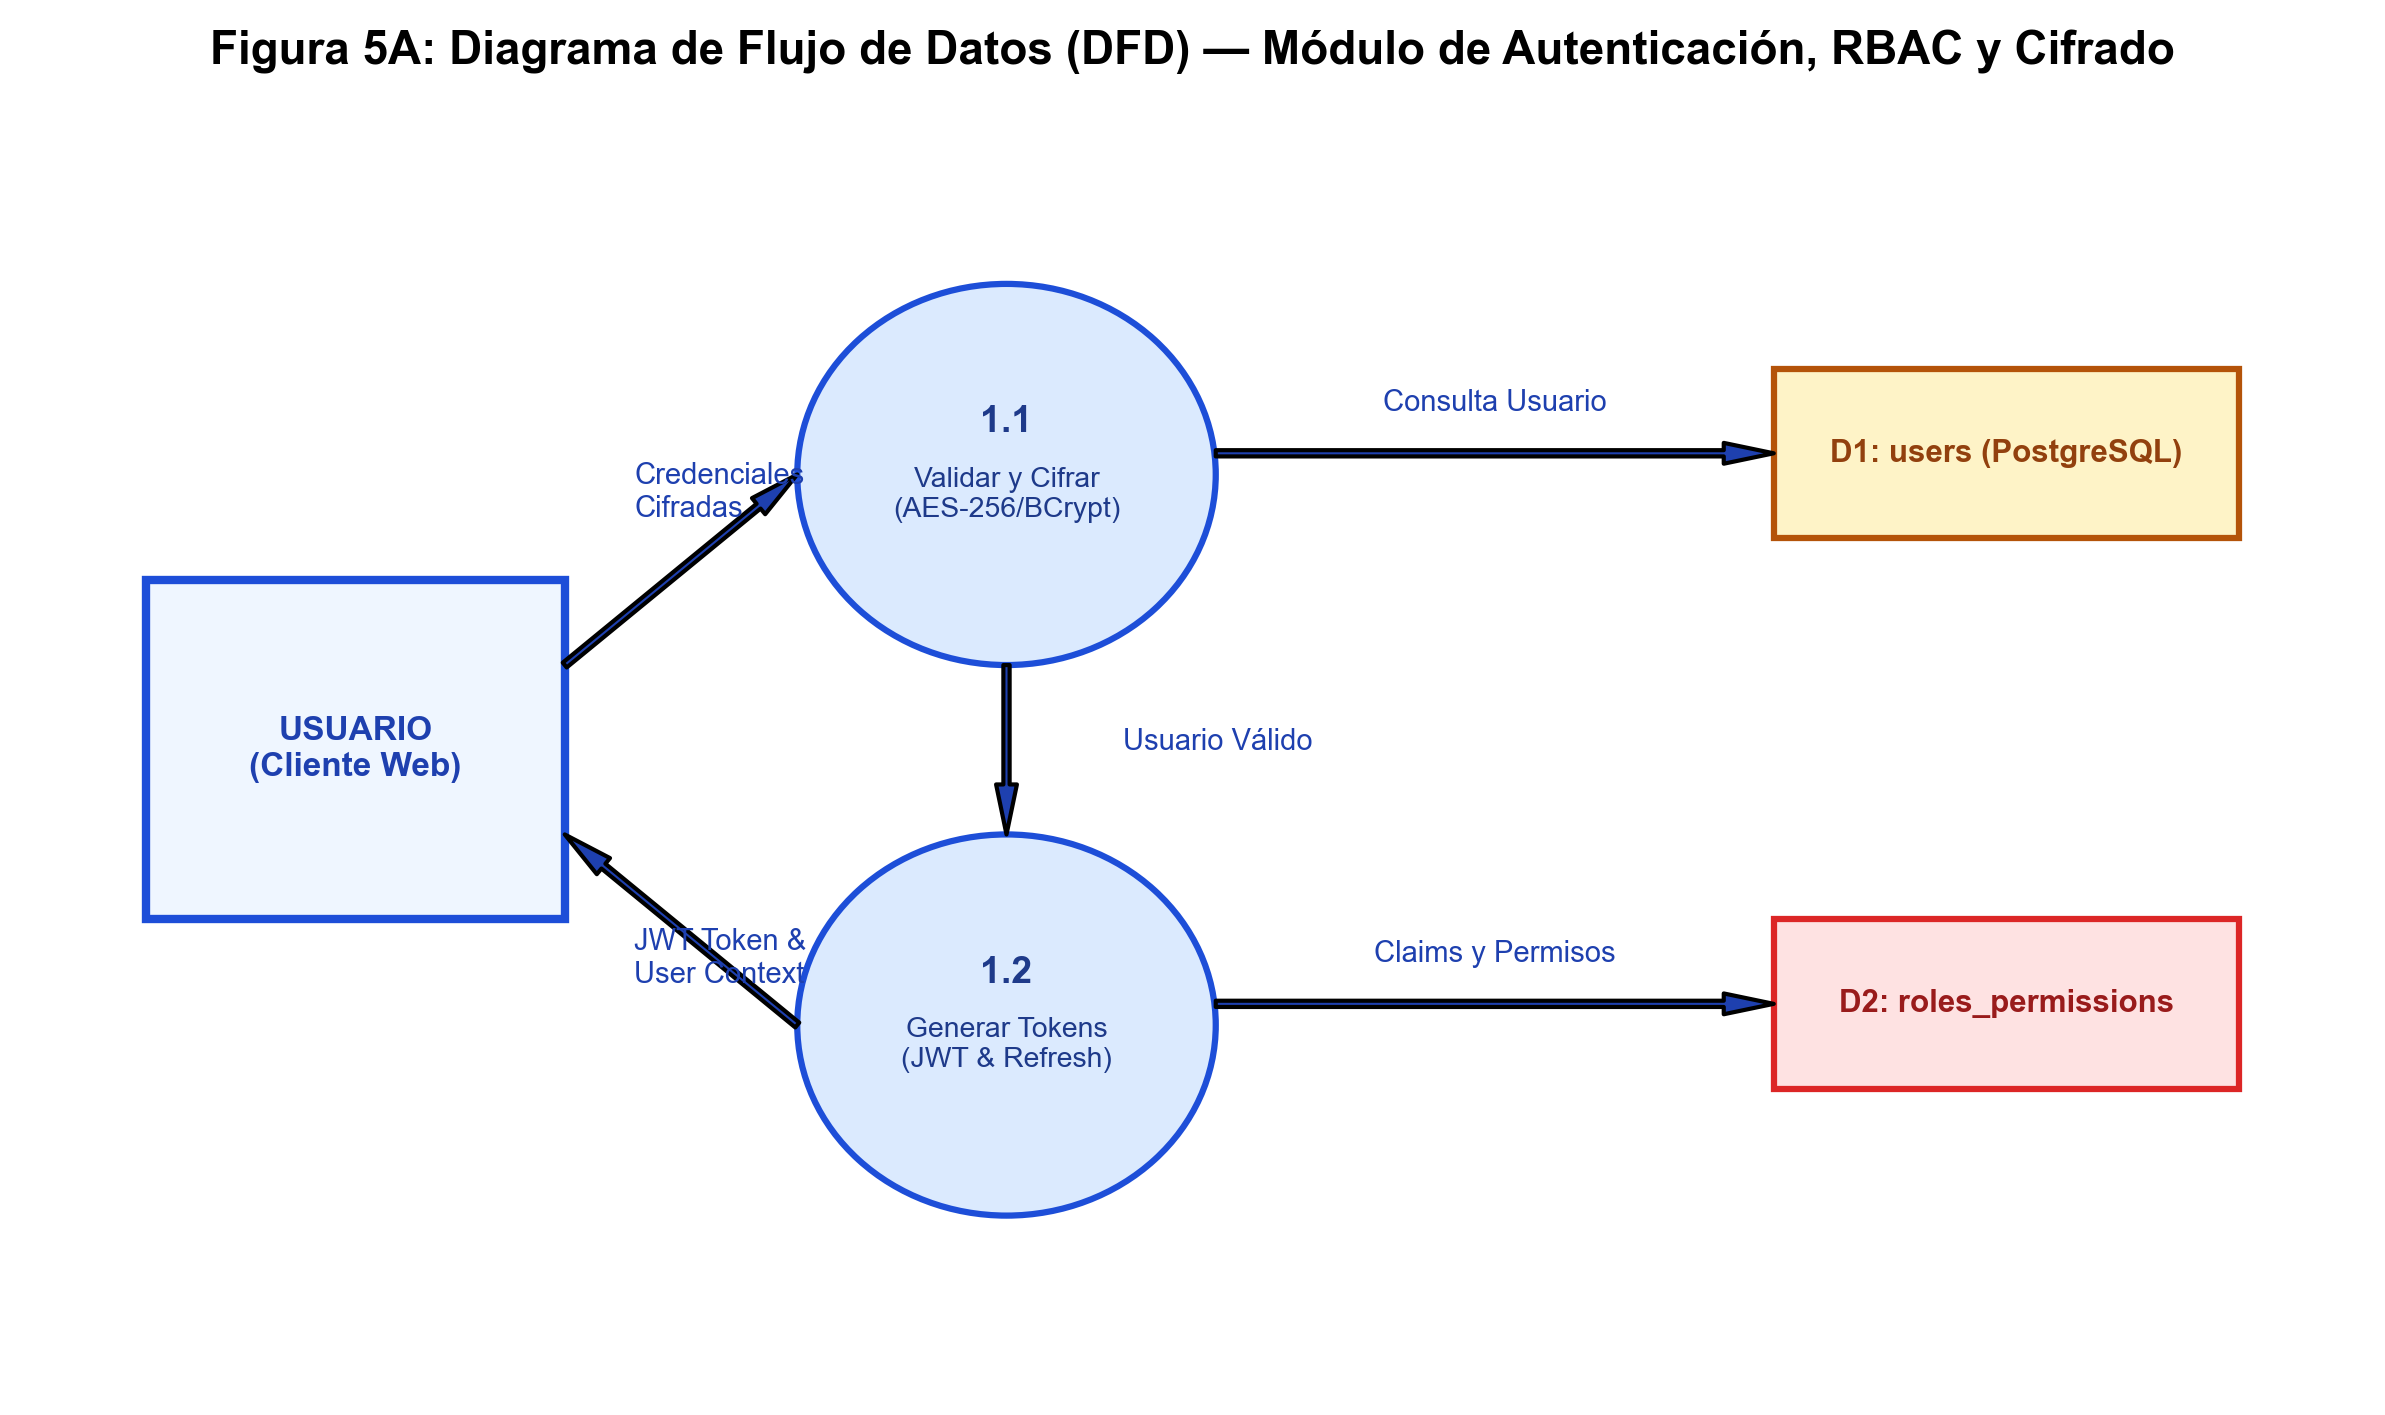 Figura 5A: Diagrama de Flujo de Datos (DFD) — Módulo de Autenticación, RBAC y Cifrado
1.1
Validar y Cifrar
(AES-256/BCrypt)
Consulta Usuario
D1: users (PostgreSQL)
Credenciales
Cifradas
USUARIO
(Cliente Web)
Usuario Válido
JWT Token &
User Context
1.2
Generar Tokens
(JWT & Refresh)
Claims y Permisos
D2: roles_permissions